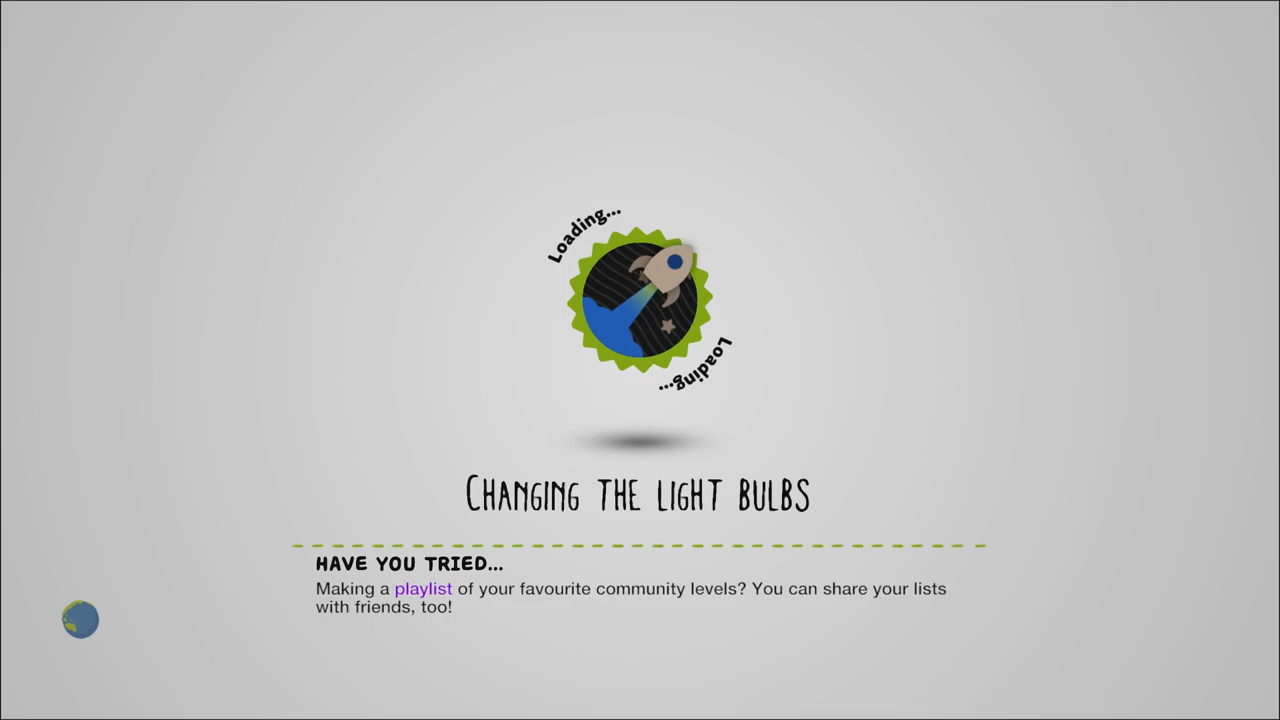 Loading...
Loading...
Changing the light bulbs
HAVE YOU TRIED...
Making a playlist of your favourite community levels? You can share your lists
with friends, too!